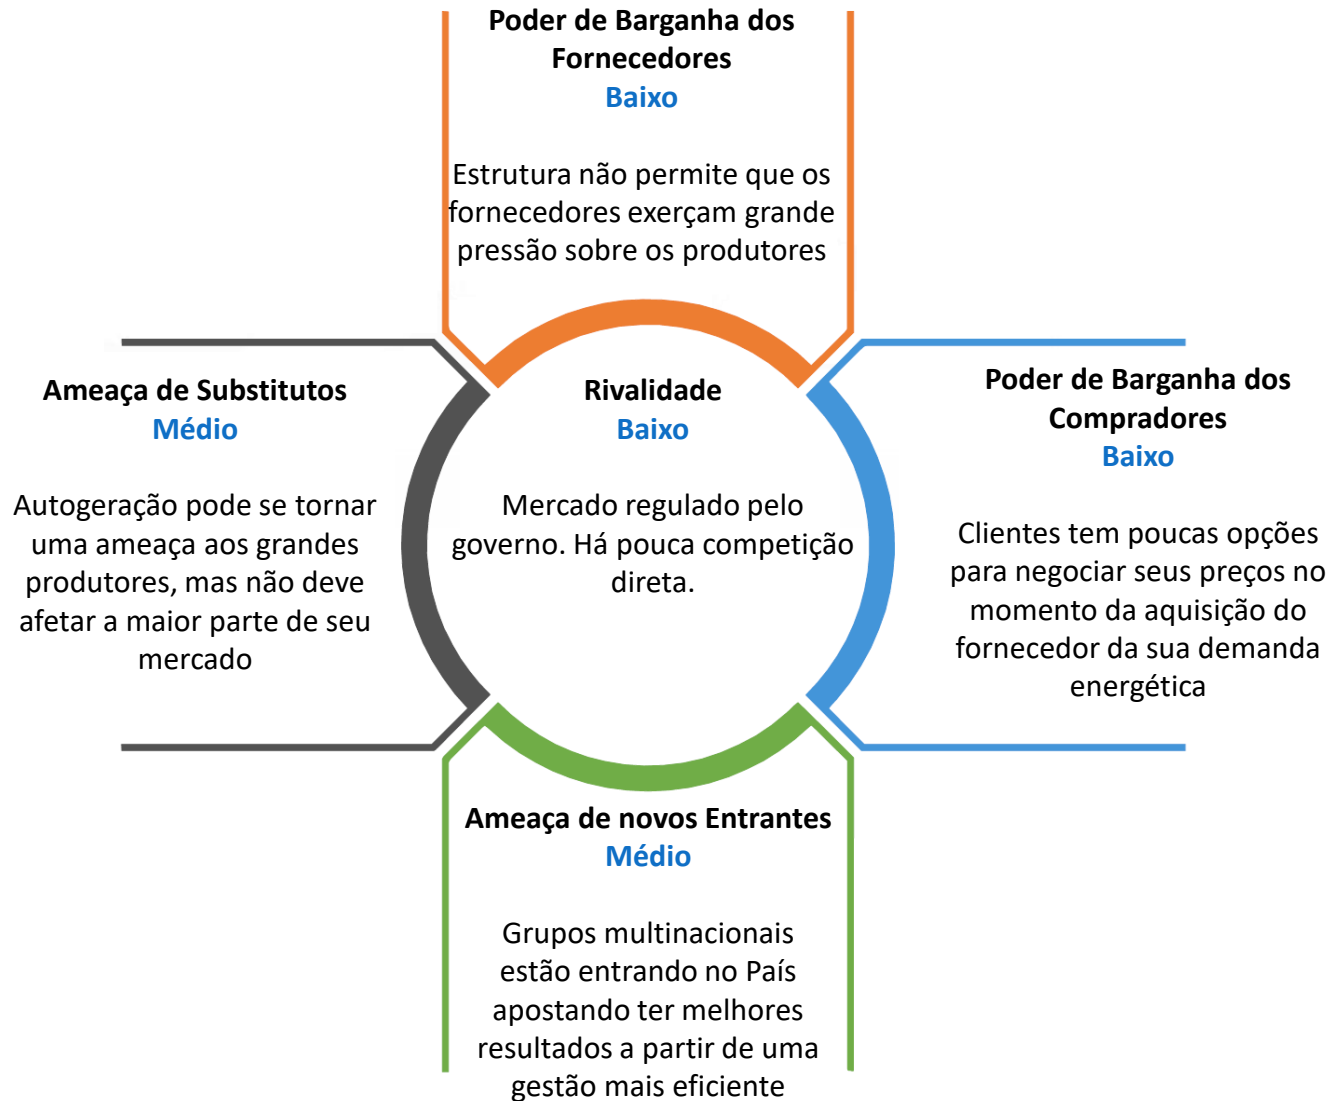 Poder de Barganha dos
Fornecedores
Baixo
Estrutura não permite que os
fornecedores exerçam grande
pressão sobre os produtores
Ameaça de Substitutos
Médio
Autogeração pode se tornar
uma ameaça aos grandes
produtores, mas não deve
afetar a maior parte de seu
mercado
Rivalidade
Baixo
Mercado regulado pelo
governo. Há pouca competição
direta.
Poder de Barganha dos
Compradores
Baixo
Clientes tem poucas opções
para negociar seus preços no
momento da aquisição do
fornecedor da sua demanda
energética
Ameaça de novos Entrantes
Médio
Grupos multinacionais
estão entrando no País
apostando ter melhores
resultados a partir de uma
gestão mais eficiente